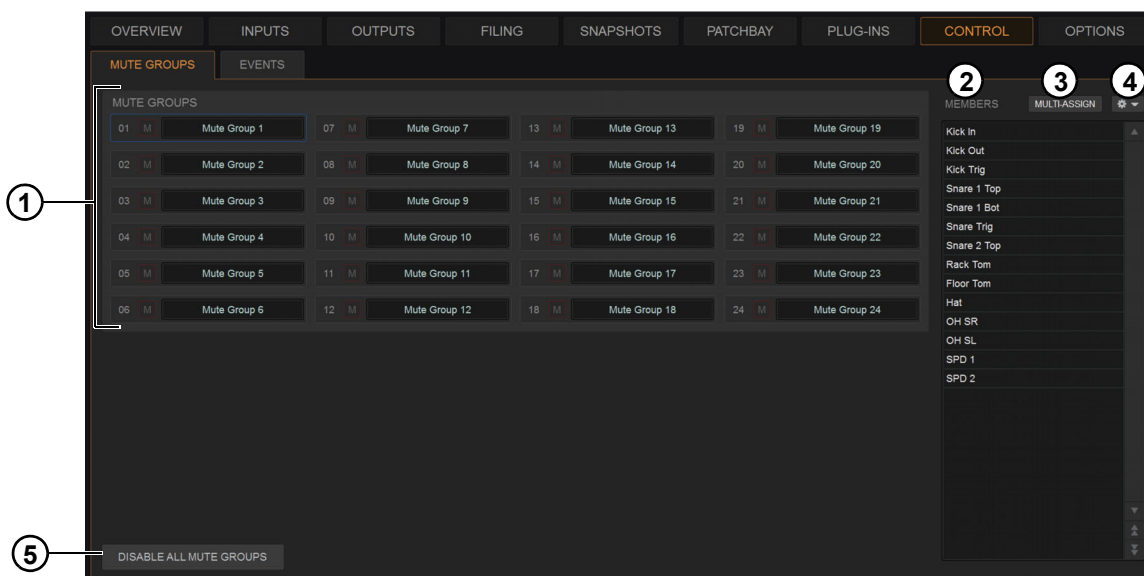 OVERVIEW INPUTS OUTPUTS FILING SNAPSHOTS PATCHBAY PLUG-INS CONTROL OPTIONS
MUTE GROUPS EVENTS
2 3 4
MUTE GROUPS
MEMBERS MULTI-ASSIGN
01 M Mute Group 1 07 M Mute Group 7 13 M Mute Group 13 19 M Mute Group 19
02 M Mute Group 2 08 M Mute Group 8 14 M Mute Group 14 20 M Mute Group 20
1
03 M Mute Group 3 09 M Mute Group 9 15 M Mute Group 15 21 M Mute Group 21
04 M Mute Group 4 10 M Mute Group 10 16 M Mute Group 16 22 M Mute Group 22
05 M Mute Group 5 11 M Mute Group 11 17 M Mute Group 17 23 M Mute Group 23
06 M Mute Group 6 12 M Mute Group 12 18 M Mute Group 18 24 M Mute Group 24
Kick In
Kick Out
Kick Trig
Snare 1 Top
Snare 1 Bot
Snare Trig
Snare 2 Top
Rack Tom
Floor Tom
Hat
OH SR
OH SL
SPD 1
SPD 2
5
DISABLE ALL MUTE GROUPS